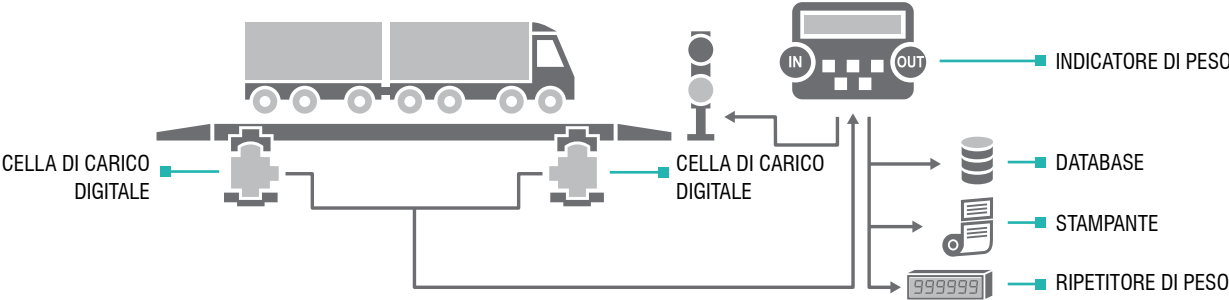 IN
OUT
INDICATORE DI PESO
CELLA DI CARICO
DIGITALE
CELLA DI CARICO
DIGITALE
DATABASE
STAMPANTE
999999
RIPETITORE DI PESO